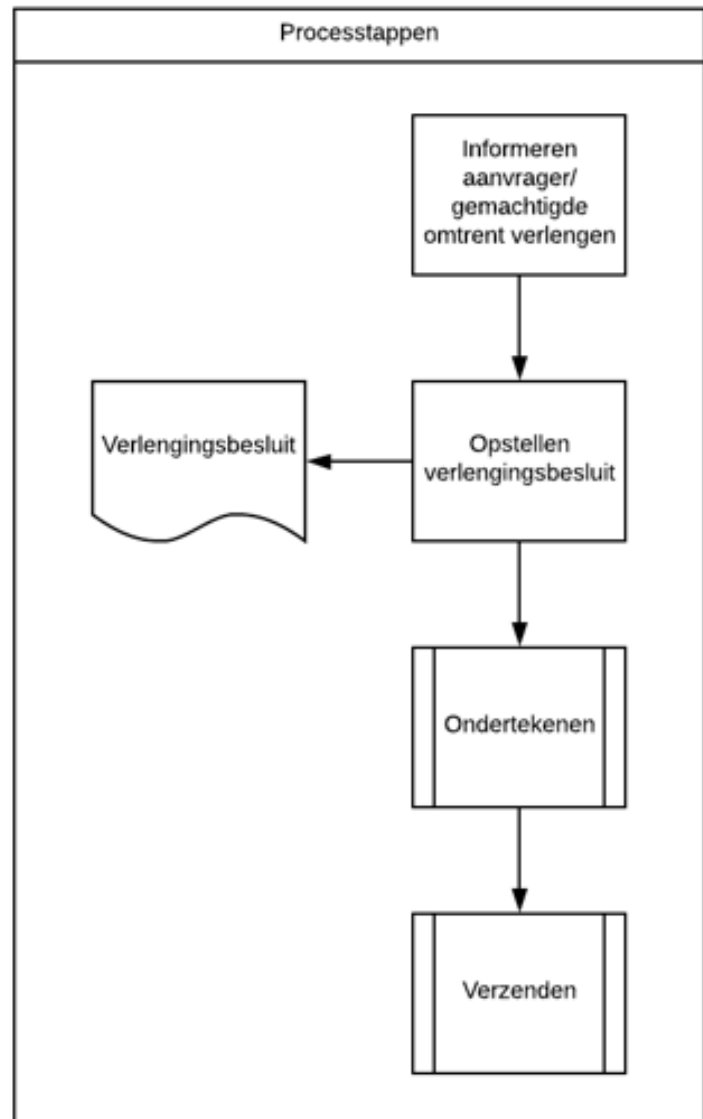 Processtappen
Informeren
aanvrager/
gemachtigde
omtrent verlengen
Verlengingsbesluit
Opstellen
verlengingsbesluit
Ondertekenen
Verzenden